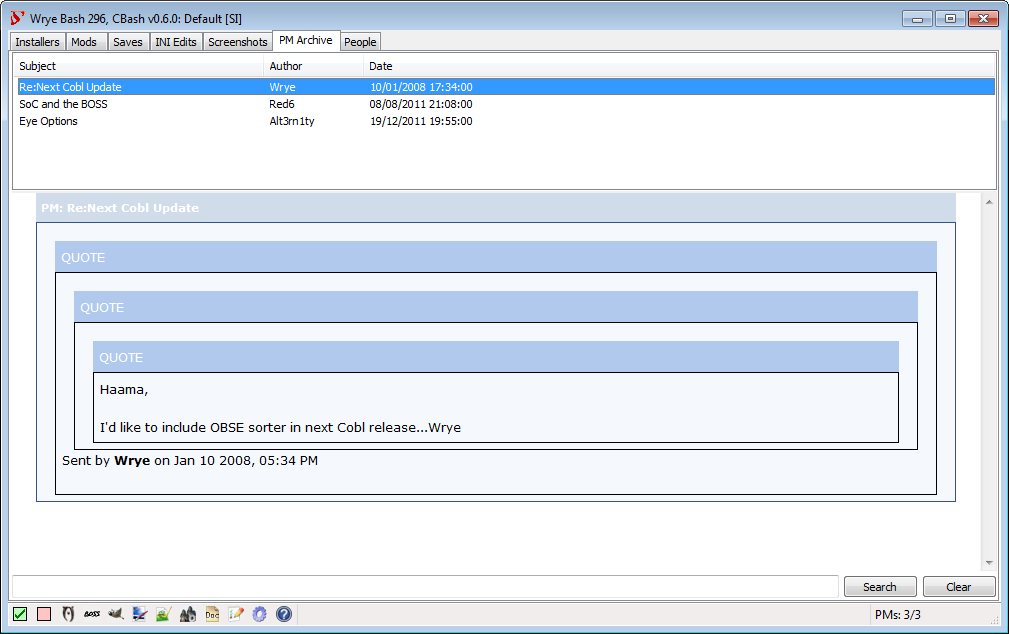 Wrye Bash 296, CBash v0.6.0: Default [SI]
Installers Mods Saves INI Edits Screenshots PM Archive People
Subject Author Date
Re:Next Cobl Update Wrye 10/01/2008 17:34:00
SoC and the BOSS Red6 08/08/2011 21:08:00
Eye Options Alt3rn1ty 19/12/2011 19:55:00
PM: Re:Next Cobl Update
QUOTE
QUOTE
QUOTE
Haama,
I'd like to include OBSE sorter in next Cobl release...Wrye
Sent by Wrye on Jan 10 2008, 05:34 PM
Search Clear
BOSS Doc PMs: 3/3